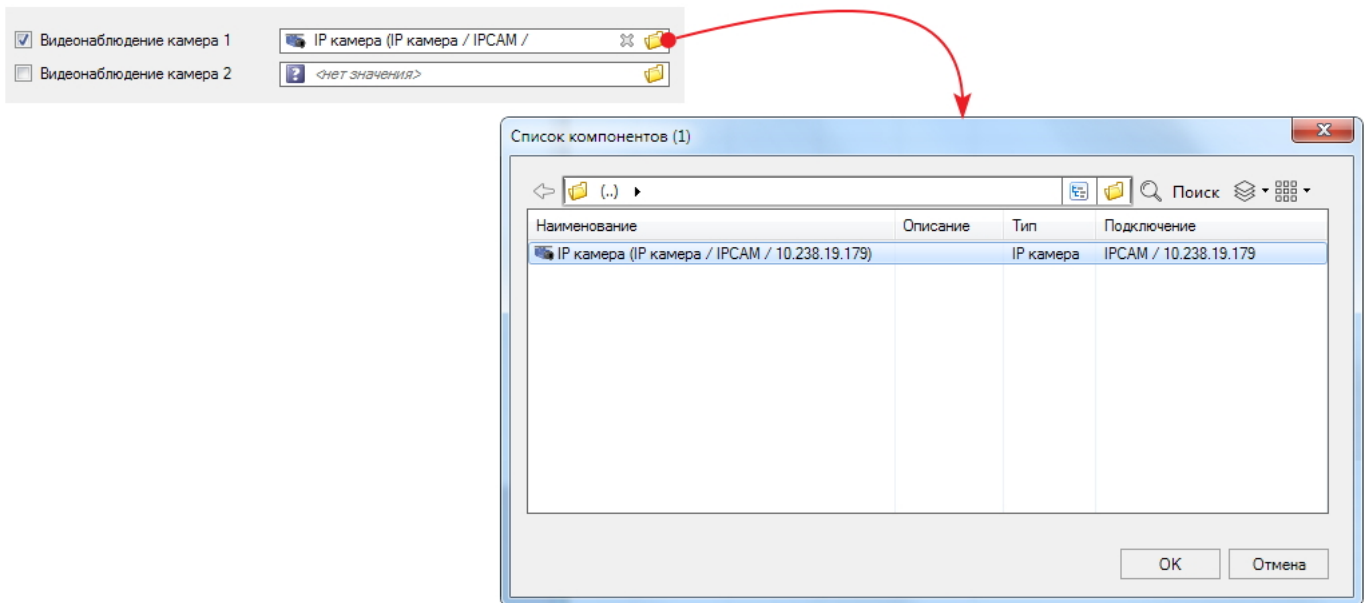 Видеонаблюдение камера 1 IP камера (IP камера / IPCAM /
Видеонаблюдение камера 2 ? <нет значения>
Список компонентов (1)
(..) Поиск
Наименование Описание Тип Подключение
IP камера (IP камера / IPCAM / 10.238.19.179) IP камера IPCAM / 10.238.19.179
OK Отмена